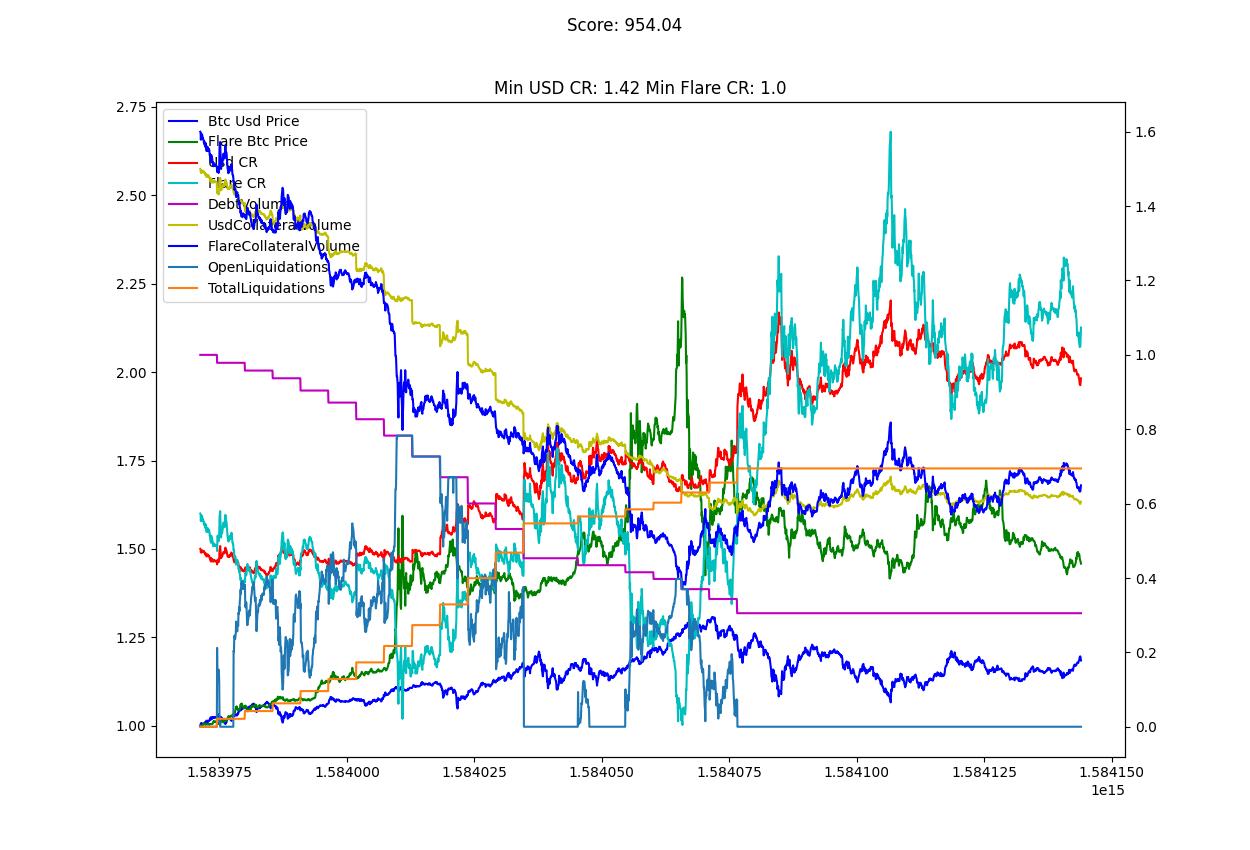 Score: 954.04
Min USD CR: 1.42 Min Flare CR: 1.0
2.75
2.50
2.25
2.00
1.75
1.50
1.25
1.00
Btc Usd Price
Flare Btc Price
Usd CR
Flare CR
DebtVolume
UsdCollateralVolume
FlareCollateralVolume
OpenLiquidations
TotalLiquidations
1.6
1.4
1.2
1.0
0.8
0.6
0.4
0.2
0.0
1.583975 1.584000 1.584025 1.584050 1.584075 1.584100 1.584125 1.584150
1e15